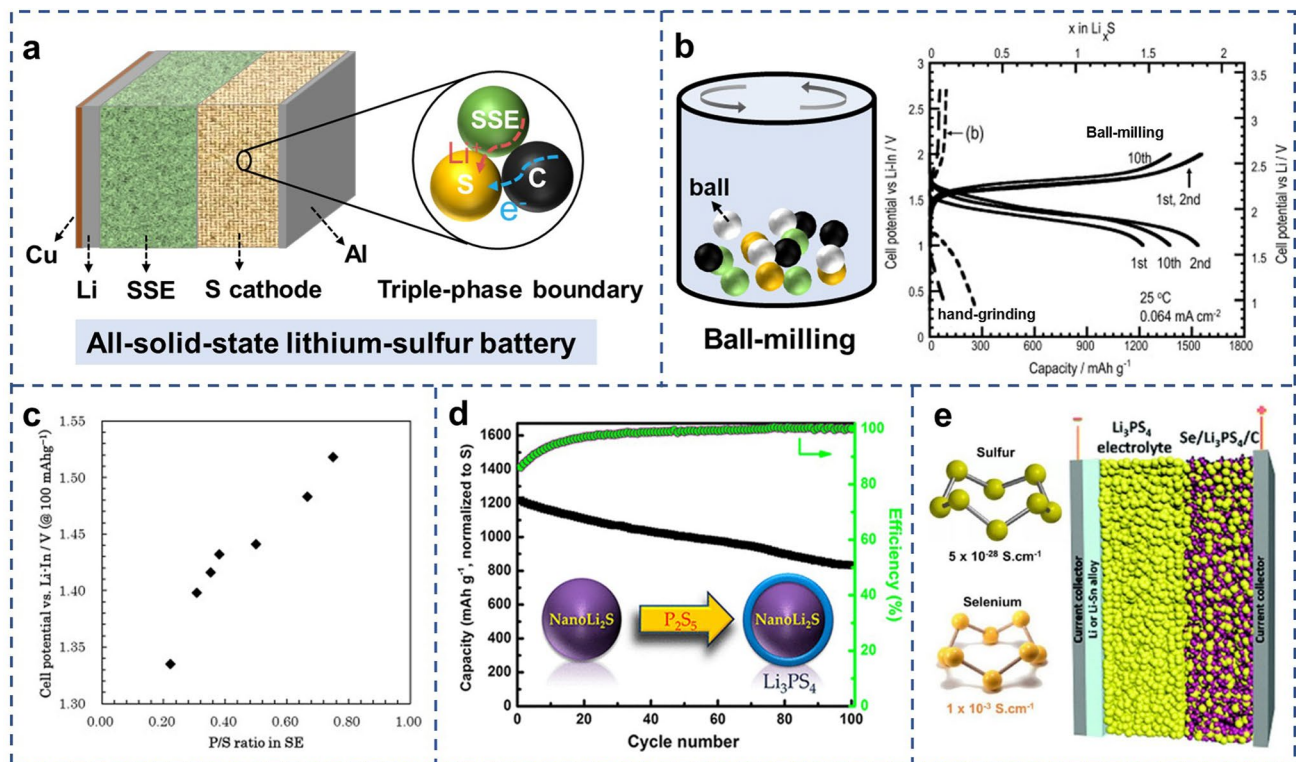 a
SSE
Li⁺
S
C
e⁻
Cu
Li
SSE
S cathode
Al
Triple-phase boundary
All-solid-state lithium-sulfur battery
b
ball
Ball-milling
x in LiₓS
0
0.5
1
1.5
2
Cell potential vs Li-In / V
3
2.5
2
1.5
1
0.5
0
(b)
Ball-milling
10th
1st, 2nd
1st
10th
2nd
hand-grinding
25 °C
0.064 mA cm⁻²
Cell potential vs Li / V
3.5
3
2.5
2
1.5
1
0
300
600
900
1200
1500
1800
Capacity / mAh g⁻¹
c
Cell potential vs. Li-In / V (@ 100 mAhg⁻¹)
1.55
1.50
1.45
1.40
1.35
1.30
0.00
0.20
0.40
0.60
0.80
1.00
P/S ratio in SE
d
Capacity (mAh g⁻¹, normalized to S)
1600
1400
1200
1000
800
600
400
200
0
NanoLi₂S
P₂S₅
NanoLi₂S
Li₃PS₄
100
80
60
40
20
0
Efficiency (%)
0
20
40
60
80
100
Cycle number
e
Sulfur
5 x 10⁻²⁸ S.cm⁻¹
Selenium
1 x 10⁻³ S.cm⁻¹
-
+
Li₃PS₄
electrolyte
Se/Li₃PS₄/C
Current collector
Li or Li-Sn alloy
Current collector